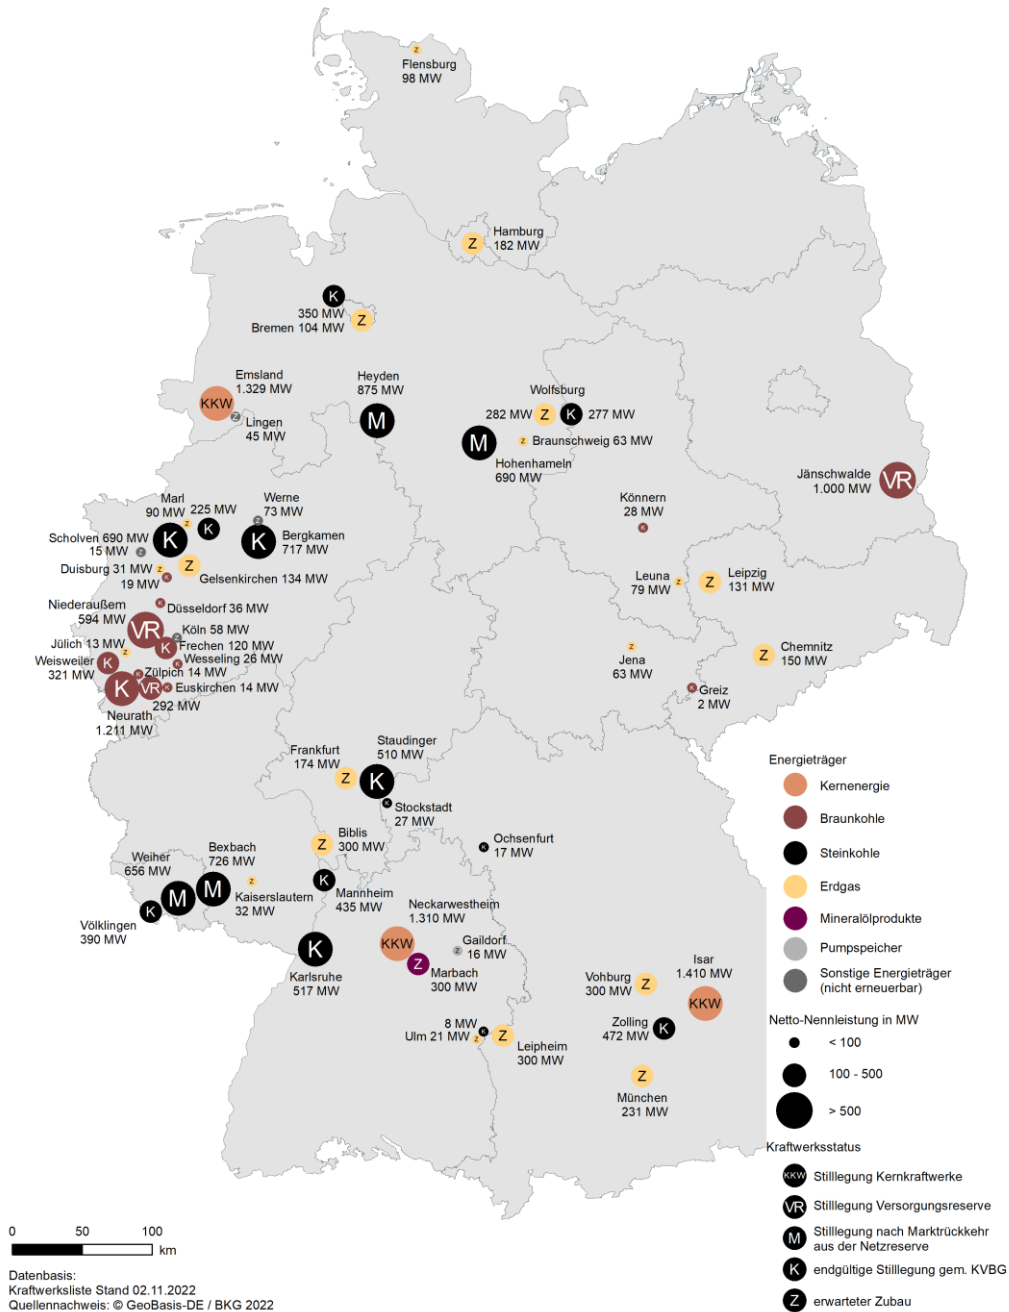 Z
Flensburg
98 MW
Z
Hamburg
182 MW
K
350 MW
Bremen 104 MW
Z
Emsland
1.329 MW
KKW
Z
Lingen
45 MW
Heyden
875 MW
M
Wolfsburg
282 MW
Z
K
277 MW
Z
Braunschweig 63 MW
M
Hohenhameln
690 MW
Jänschwalde
1.000 MW
VR
Könnern
28 MW
K
Marl
90 MW
Z
225 MW
K
Werne
73 MW
Z
Scholven 690 MW
K
K
Bergkamen
717 MW
15 MW
Z
Duisburg 31 MW
Z
Z
Gelsenkirchen 134 MW
19 MW
K
Leuna
79 MW
Z
Z
Leipzig
131 MW
Niederaußem
594 MW
K
Düsseldorf 36 MW
VR
Z
Köln 58 MW
Jülich 13 MW
Z
K
Frechen 120 MW
Weisweiler
321 MW
K
K
Wesseling 26 MW
K
Zülpich 14 MW
K
VR
K
Euskirchen 14 MW
292 MW
Neurath
1.211 MW
Z
Jena
63 MW
Z
Chemnitz
150 MW
K
Greiz
2 MW
Frankfurt
174 MW
Z
Staudinger
510 MW
K
K
Stockstadt
27 MW
Z
Biblis
300 MW
K
Ochsenfurt
17 MW
Weiher
656 MW
M
Bexbach
726 MW
M
Z
Kaiserslautern
32 MW
K
Mannheim
435 MW
K
Völklingen
390 MW
Neckarwestheim
1.310 MW
KKW
K
Karlsruhe
517 MW
Z
Gaildorf
16 MW
Z
Marbach
300 MW
Vohburg
300 MW
Z
Isar
1.410 MW
KKW
Zolling
472 MW
K
8 MW
K
Ulm 21 MW
Z
Z
Leipheim
300 MW
Z
München
231 MW
Energieträger
Kernenergie
Braunkohle
Steinkohle
Erdgas
Mineralölprodukte
Pumpspeicher
Sonstige Energieträger
(nicht erneuerbar)
Netto-Nennleistung in MW
< 100
100 - 500
> 500
Kraftwerksstatus
KKW Stilllegung Kernkraftwerke
VR Stilllegung Versorgungsreserve
M Stilllegung nach Marktrückkehr
aus der Netzreserve
K endgültige Stilllegung gem. KVBG
Z erwarteter Zubau
0 50 100
km
Datenbasis:
Kraftwerksliste Stand 02.11.2022
Quellennachweis: © GeoBasis-DE / BKG 2022